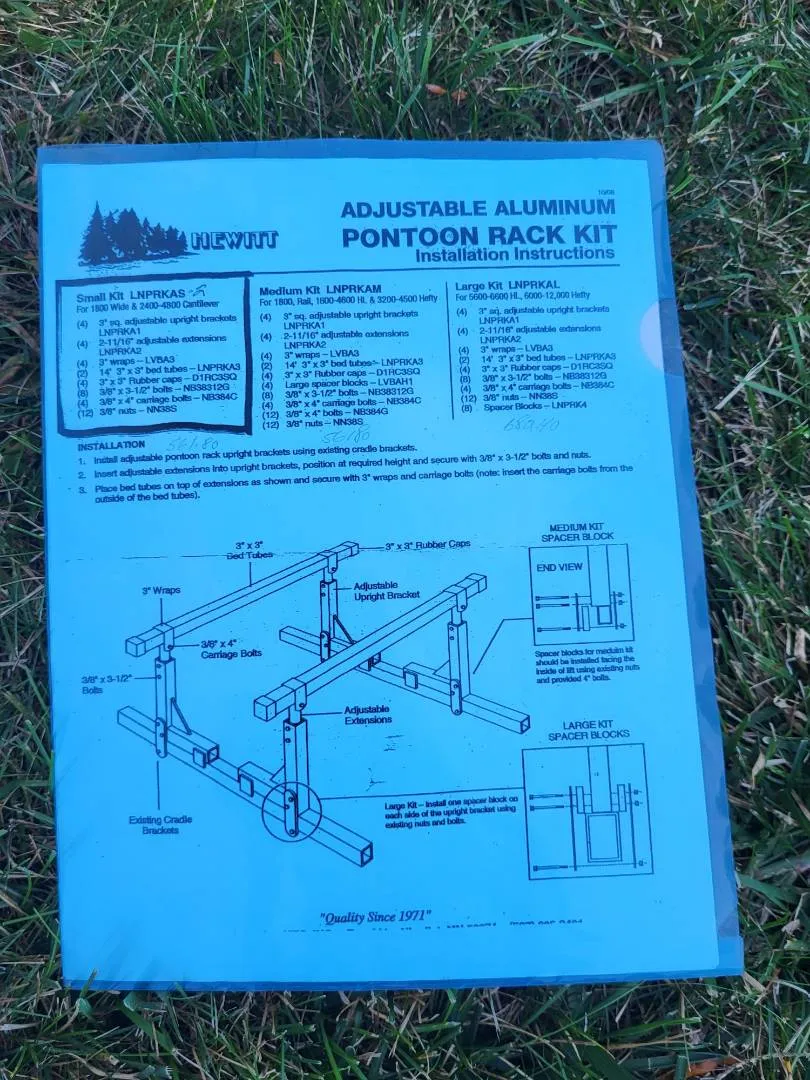 10/08
HEWITT
ADJUSTABLE ALUMINUM
PONTOON RACK KIT
Installation Instructions
Small Kit LNPRKAS
For 1800 Wide & 2400-4800 Cantilever
(4) 3" sq. adjustable upright brackets
LNPRKA1
(4) 2-11/16" adjustable extensions
LNPRKA2
(4) 3" wraps – LVBA3
(2) 14' 3" x 3" bed tubes – LNPRKA3
(4) 3" x 3" Rubber caps – D1RC3SQ
(8) 3/8" x 3-1/2" bolts – NB38312G
(4) 3/8" x 4" carriage bolts – NB384C
(12) 3/8" nuts – NN38S
561.80
Medium Kit LNPRKAM
For 1800, Rail, 1600-4600 HL & 3200-4500 Hefty
(4) 3" sq. adjustable upright brackets
LNPRKA1
(4) 2-11/16" adjustable extensions
LNPRKA2
(4) 3" wraps – LVBA3
(2) 14' 3" x 3" bed tubes – LNPRKA3
(4) 3" x 3" Rubber caps – D1RC3SQ
(4) Large spacer blocks – LVBAH1
(8) 3/8" x 3-1/2" bolts – NB38312G
(4) 3/8" x 4" carriage bolts – NB384C
(12) 3/8" x 4" bolts – NB384G
(12) 3/8" nuts – NN38S
Large Kit LNPRKAL
For 5600-6600 HL, 6000-12,000 Hefty
(4) 3" sq. adjustable upright brackets
LNPRKA1
(4) 2-11/16" adjustable extensions
LNPRKA2
(4) 3" wraps – LVBA3
(2) 14' 3" x 3" bed tubes – LNPRKA3
(4) 3" x 3" Rubber caps – D1RC3SQ
(8) 3/8" x 3-1/2" bolts – NB38312G
(4) 3/8" x 4" carriage bolts – NB384C
(12) 3/8" nuts – NN38S
(8) Spacer Blocks – LNPRK4
INSTALLATION
1. Install adjustable pontoon rack upright brackets using existing cradle brackets.
2. Insert adjustable extensions into upright brackets, position at required height and secure with 3/8" x 3-1/2" bolts and nuts.
3. Place bed tubes on top of extensions as shown and secure with 3" wraps and carriage bolts (note: insert the carriage bolts from the
outside of the bed tubes).
3" x 3"
Bed Tubes
3" x 3" Rubber Caps
3" Wraps
Adjustable
Upright Bracket
3/8" x 4"
Carriage Bolts
3/8" x 3-1/2"
Bolts
Adjustable
Extensions
Existing Cradle
Brackets
MEDIUM KIT
SPACER BLOCK
END VIEW
Spacer blocks for meduim kit
should be installed facing the
inside of lift using existing nuts
and provided 4" bolts.
LARGE KIT
SPACER BLOCKS
Large Kit – Install one spacer block on
each side of the upright bracket using
existing nuts and bolts.
"Quality Since 1971"